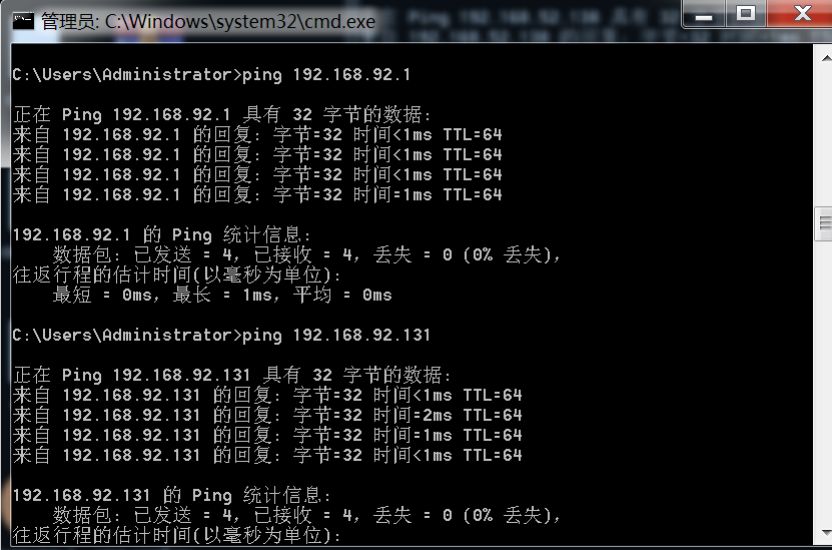 管理员: C:\Windows\system32\cmd.exe
C:\Users\Administrator>ping 192.168.92.1
正在 Ping 192.168.92.1 具有 32 字节的数据:
来自 192.168.92.1 的回复: 字节=32 时间<1ms TTL=64
来自 192.168.92.1 的回复: 字节=32 时间<1ms TTL=64
来自 192.168.92.1 的回复: 字节=32 时间<1ms TTL=64
来自 192.168.92.1 的回复: 字节=32 时间=1ms TTL=64
192.168.92.1 的 Ping 统计信息:
数据包: 已发送 = 4，已接收 = 4，丢失 = 0 (0% 丢失)，
往返行程的估计时间(以毫秒为单位):
最短 = 0ms，最长 = 1ms，平均 = 0ms
C:\Users\Administrator>ping 192.168.92.131
正在 Ping 192.168.92.131 具有 32 字节的数据:
来自 192.168.92.131 的回复: 字节=32 时间<1ms TTL=64
来自 192.168.92.131 的回复: 字节=32 时间=2ms TTL=64
来自 192.168.92.131 的回复: 字节=32 时间=1ms TTL=64
来自 192.168.92.131 的回复: 字节=32 时间<1ms TTL=64
192.168.92.131 的 Ping 统计信息:
数据包: 已发送 = 4，已接收 = 4，丢失 = 0 (0% 丢失)，
往返行程的估计时间(以毫秒为单位):